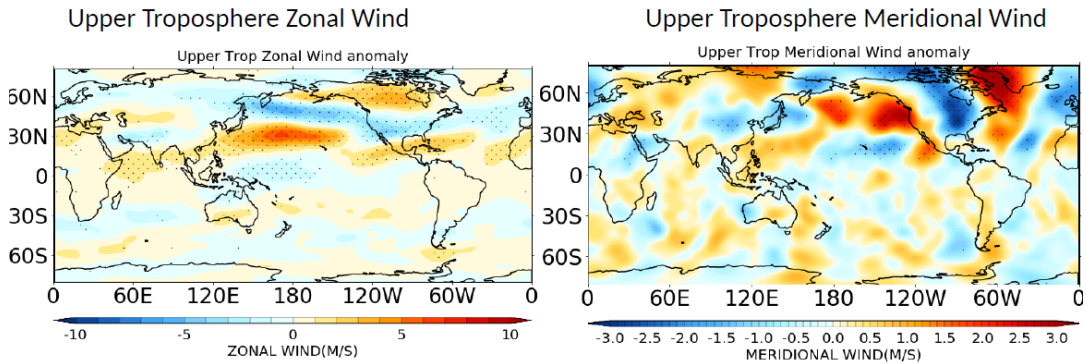 Upper Troposphere Zonal Wind
Upper Trop Zonal Wind anomaly
60N
30N
0
30S
60S
0 60E 120E 180 120W 60W 0
-10 -5 0 5 10
ZONAL WIND(M/S)
Upper Troposphere Meridional Wind
Upper Trop Meridional Wind anomaly
60N
30N
0
30S
60S
0 60E 120E 180 120W 60W 0
-3.0 -2.5 -2.0 -1.5 -1.0 -0.5 0.0 0.5 1.0 1.5 2.0 2.5 3.0
MERIDIONAL WIND(M/S)